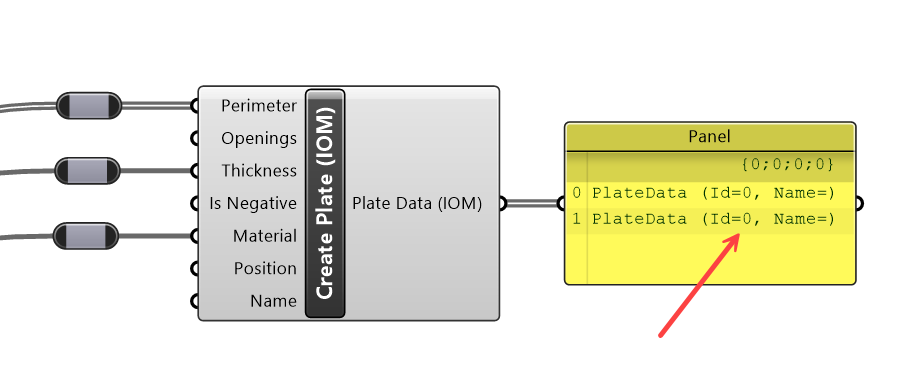 Perimeter
Openings
Thickness
Is Negative
Material
Position
Name
Create Plate (IOM)
Plate Data (IOM)
Panel
{0;0;0;0}
0 PlateData (Id=0, Name=)
1 PlateData (Id=0, Name=)